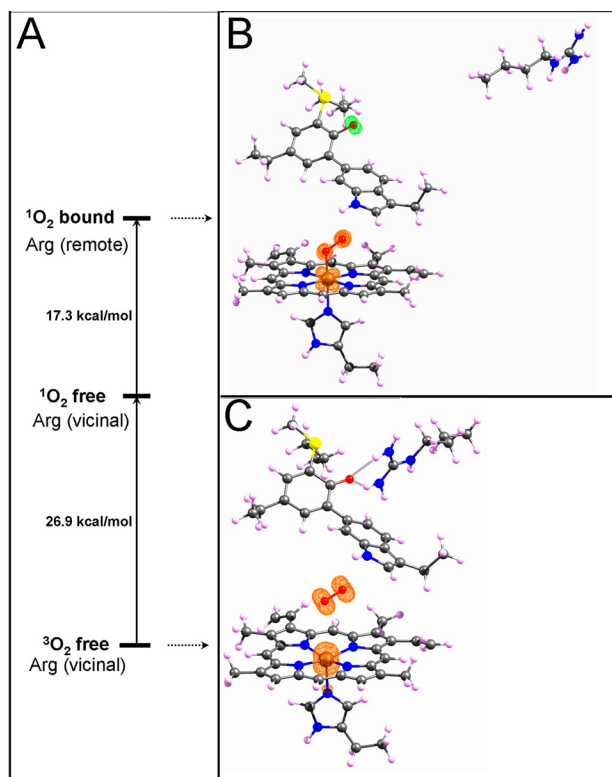 A
B
¹O₂ bound
Arg (remote)
17.3 kcal/mol
¹O₂ free
Arg (vicinal)
C
26.9 kcal/mol
³O₂ free
Arg (vicinal)